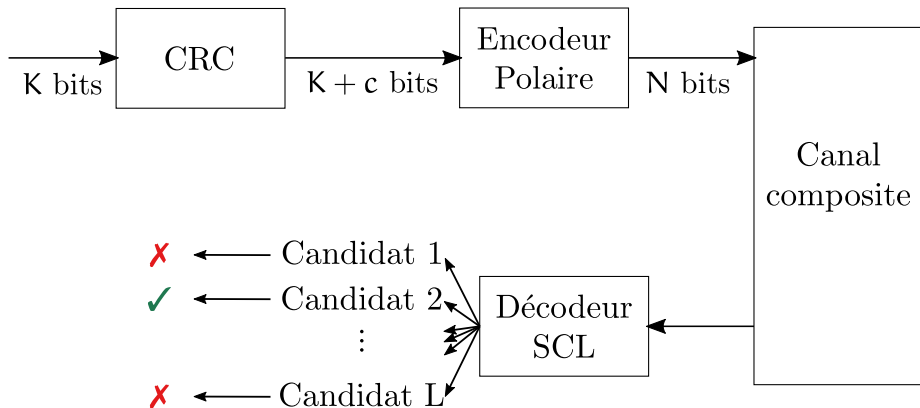 CRC
Encodeur
Polaire
K bits
K + c bits
N bits
Canal
composite
Candidat 1
Candidat 2
⋮
Candidat L
Décodeur
SCL
✗
✓
✗